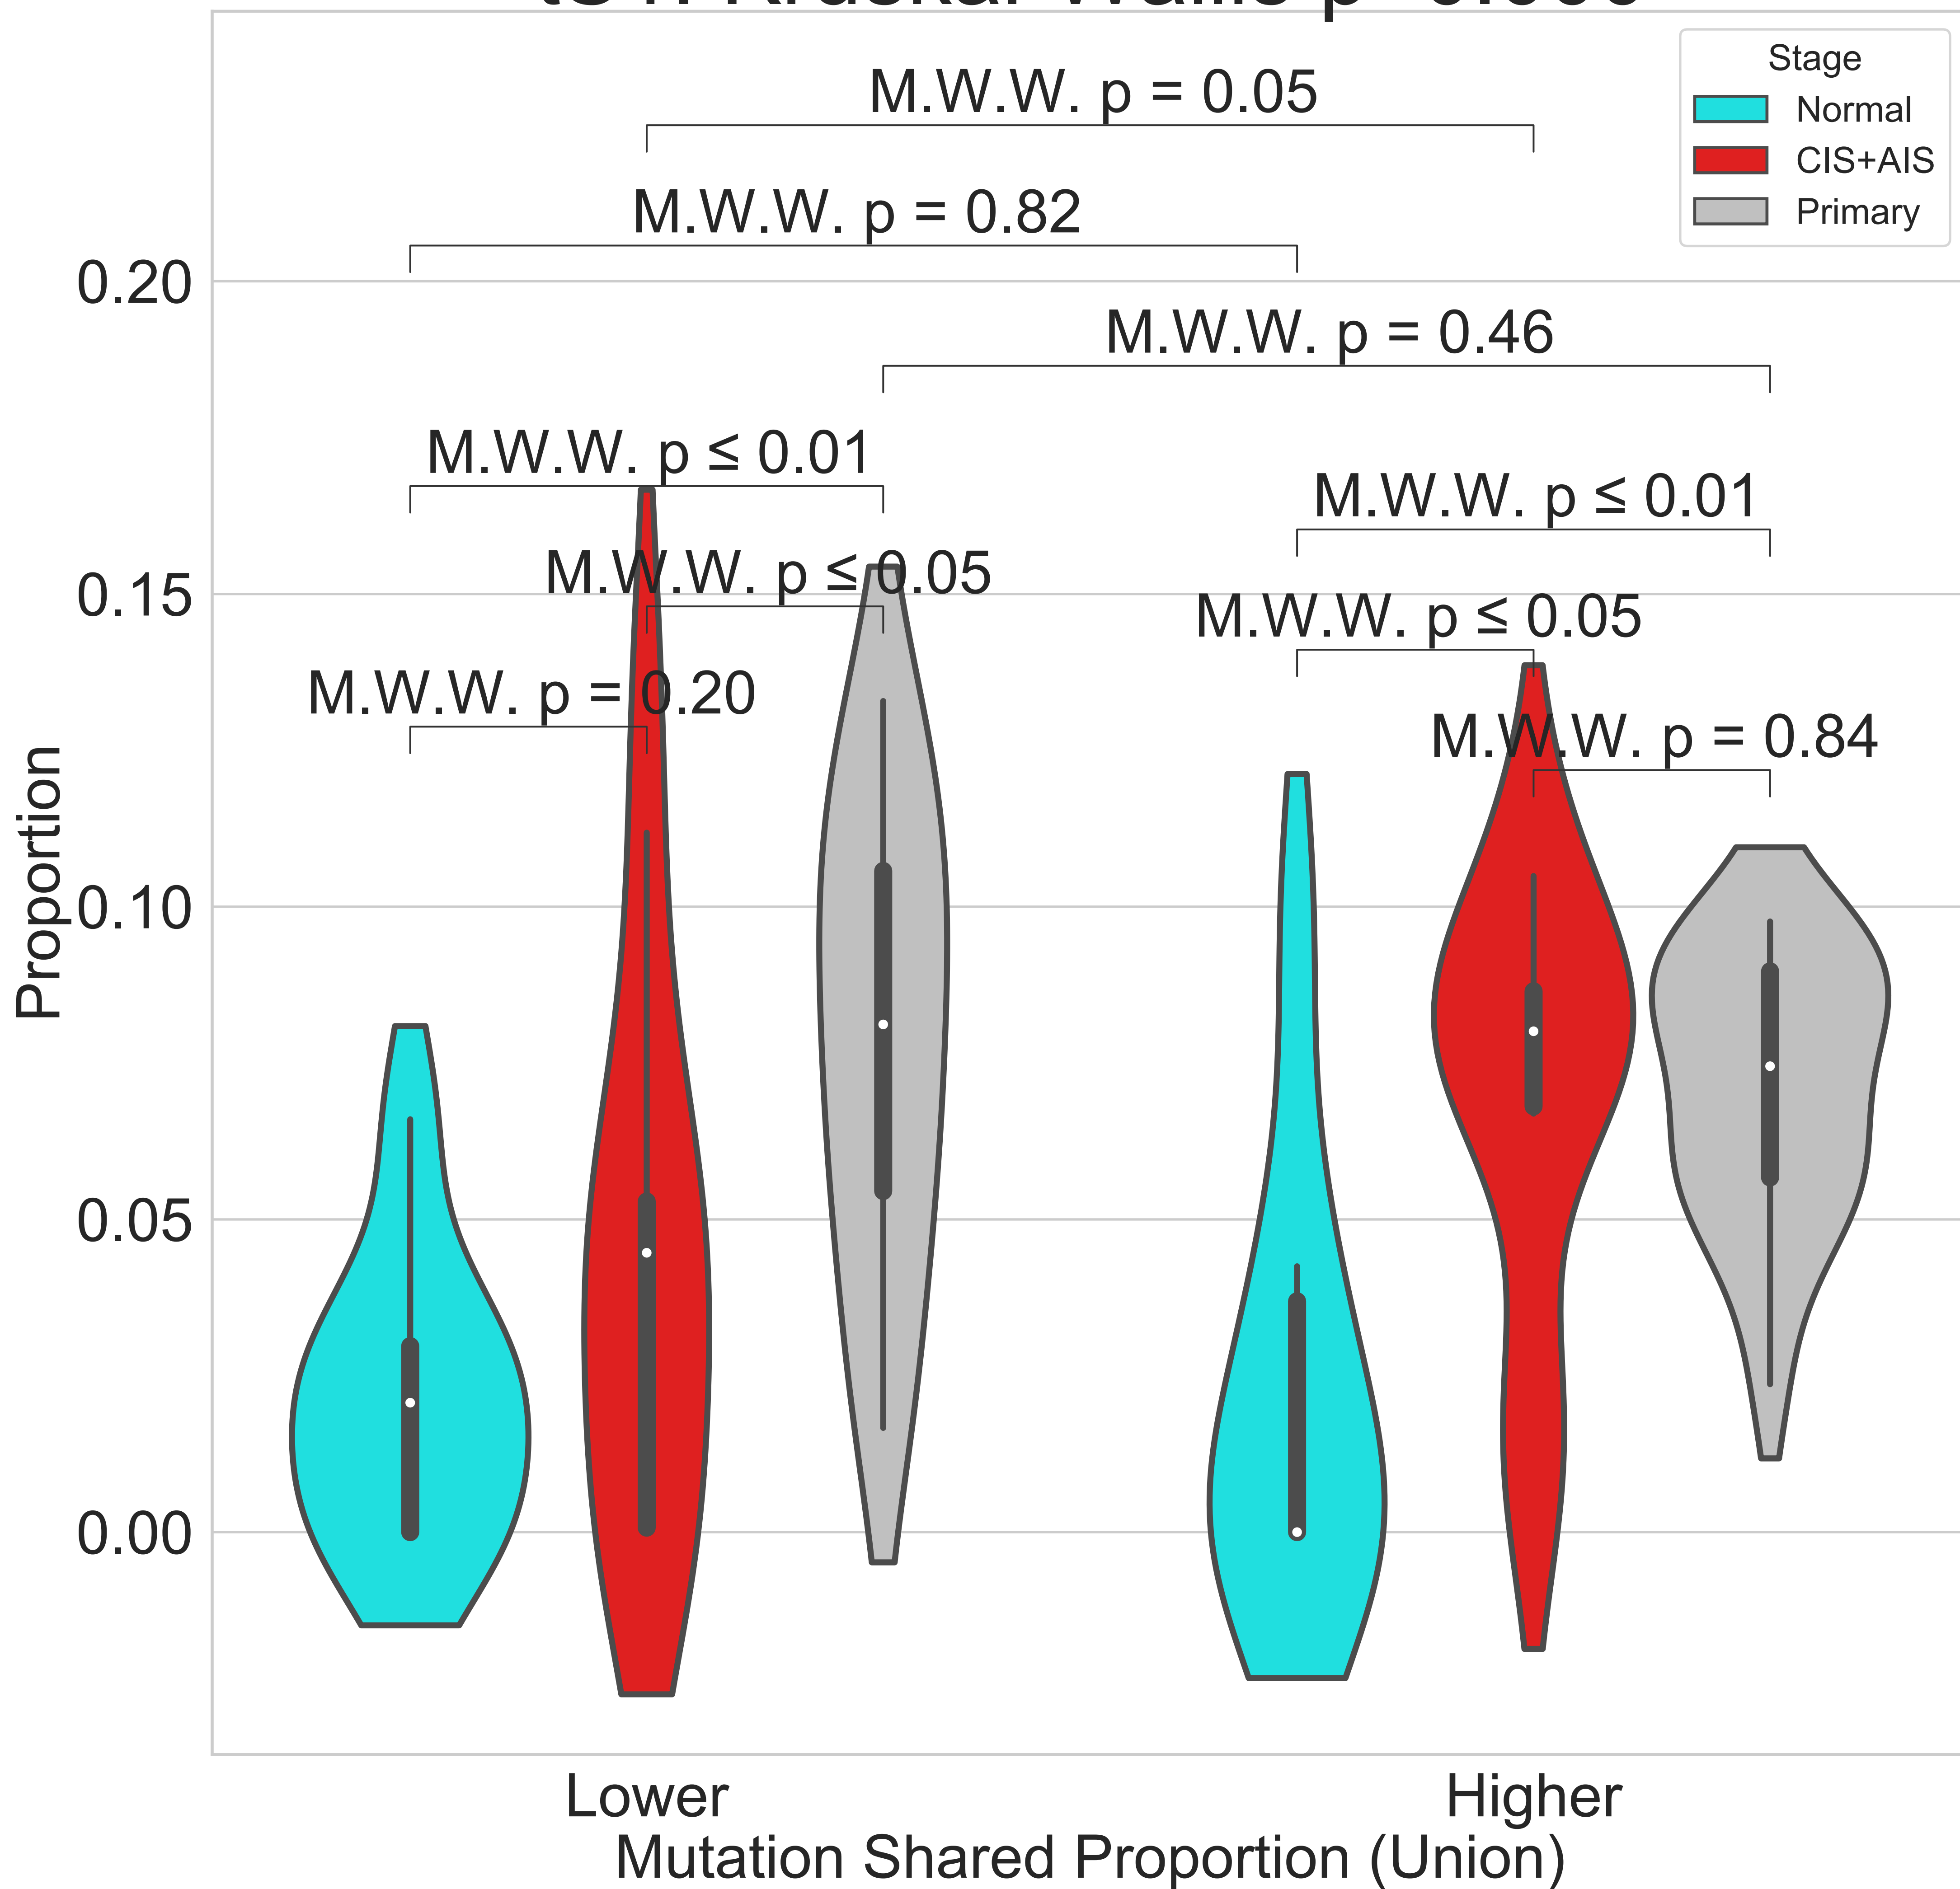 Stage
Normal
CIS+AIS
Primary
M.W.W. p = 0.05
M.W.W. p = 0.82
M.W.W. p = 0.46
M.W.W. p ≤ 0.01
M.W.W. p ≤ 0.01
M.W.W. p ≤ 0.05
M.W.W. p ≤ 0.05
M.W.W. p = 0.20
M.W.W. p = 0.84
0.20
0.15
0.10
0.05
0.00
Proportion
Lower
Higher
Mutation Shared Proportion (Union)